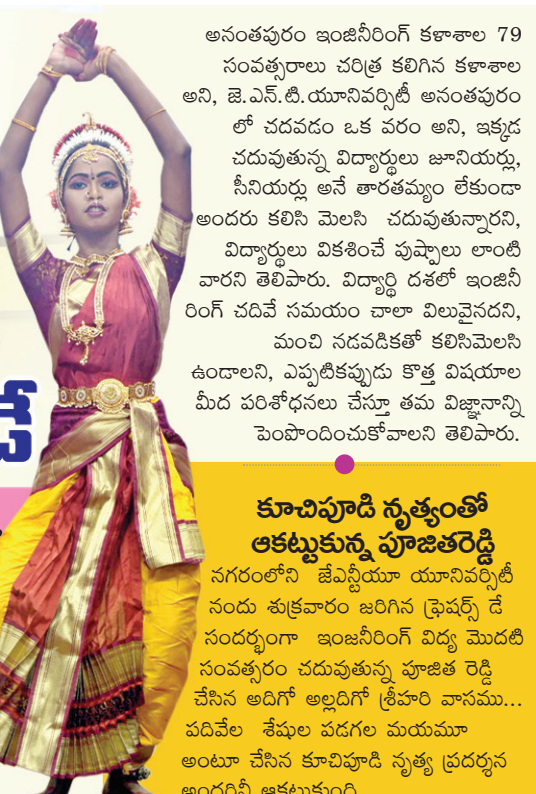 అనంతపురం ఇంజినీరింగ్ కళాశాల 79
సంవత్సరాలు చరిత్ర కలిగిన కళాశాల
అని, జె.ఎన్.టి.యూనివర్సిటీ అనంతపురం
లో చదవడం ఒక వరం అని, ఇక్కడ
చదువుతున్న విద్యార్థులు జూనియర్లు,
సీనియర్లు అనే తారతమ్యం లేకుండా
అందరు కలిసి మెలసి చదువుతున్నారని,
విద్యార్థులు వికశించే పుష్పాలు లాంటి
వారని తెలిపారు. విద్యార్థి దశలో ఇంజినీ
రింగ్ చదివే సమయం చాలా విలువైనదని,
మంచి నడవడికతో కలిసిమెలసి
ఉండాలని, ఎప్పటికప్పుడు కొత్త విషయాల
మీద పరిశోధనలు చేస్తూ తమ విజ్ఞానాన్ని
పెంపొందించుకోవాలని తెలిపారు.
డే
కూచిపూడి నృత్యంతో
ఆకట్టుకున్న పూజితరెడ్డి
నగరంలోని జేఎన్టీయూ యూనివర్సిటీ
నందు శుక్రవారం జరిగిన ఫ్రెషర్స్ డే
సందర్భంగా ఇంజనీరింగ్ విద్య మొదటి
సంవత్సరం చదువుతున్న పూజిత రెడ్డి
చేసిన అదిగో అల్లదిగో శ్రీహరి వాసము...
పదివేల శేషుల పడగల మయమూ
అంటూ చేసిన కూచిపూడి నృత్య ప్రదర్శన
అందరినీ ఆకట్టుకుంది.